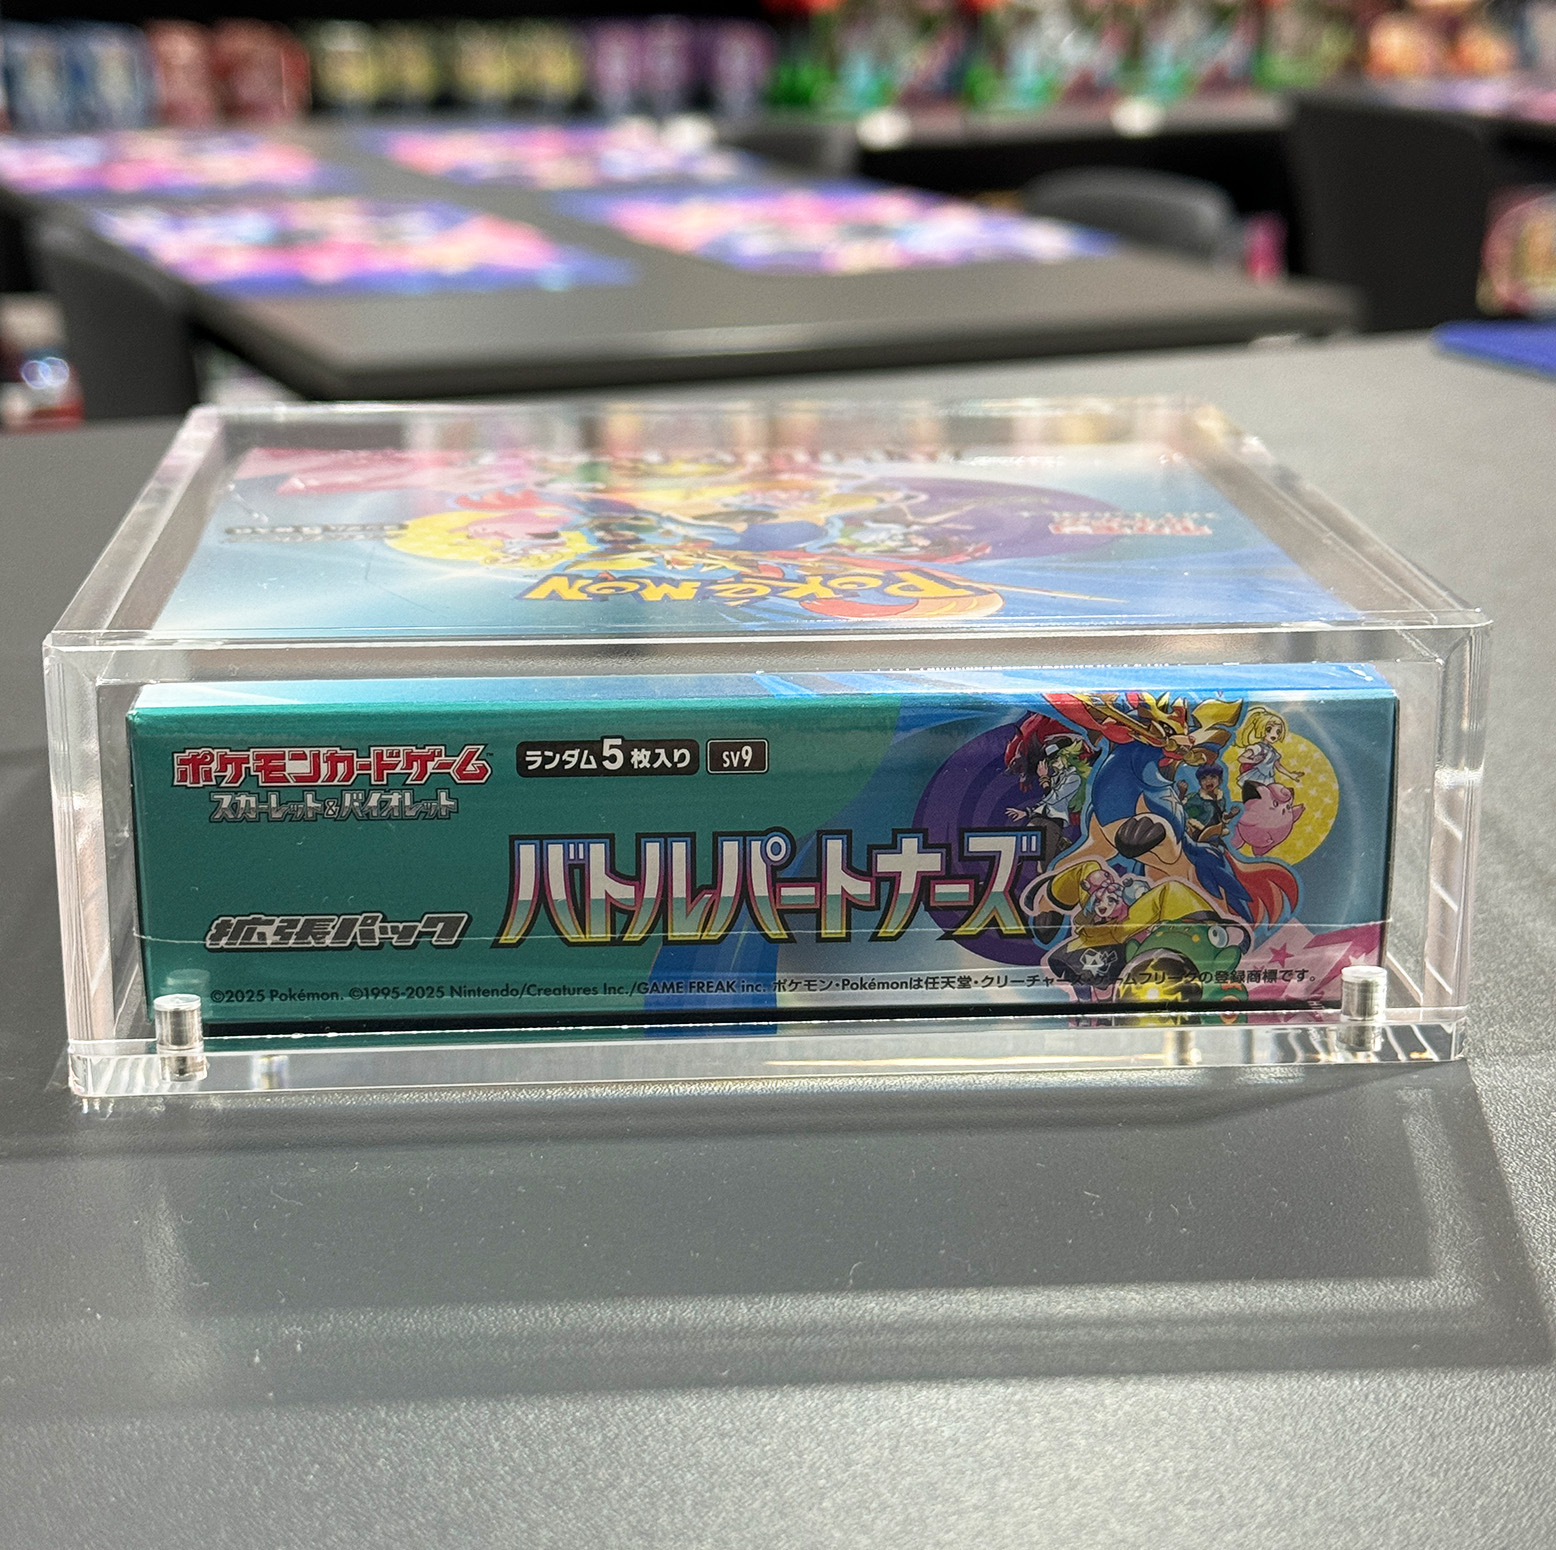 POKéMON
ポケモンカードゲーム
スカーレット&バイオレット
ランダム5枚入り
sv9
バトルパートナーズ
拡張パック
©2025 Pokémon. ©1995-2025 Nintendo/Creatures Inc./GAME FREAK inc. ポケモン・Pokémonは任天堂・クリーチャーズ・ゲームフリークの登録商標です。